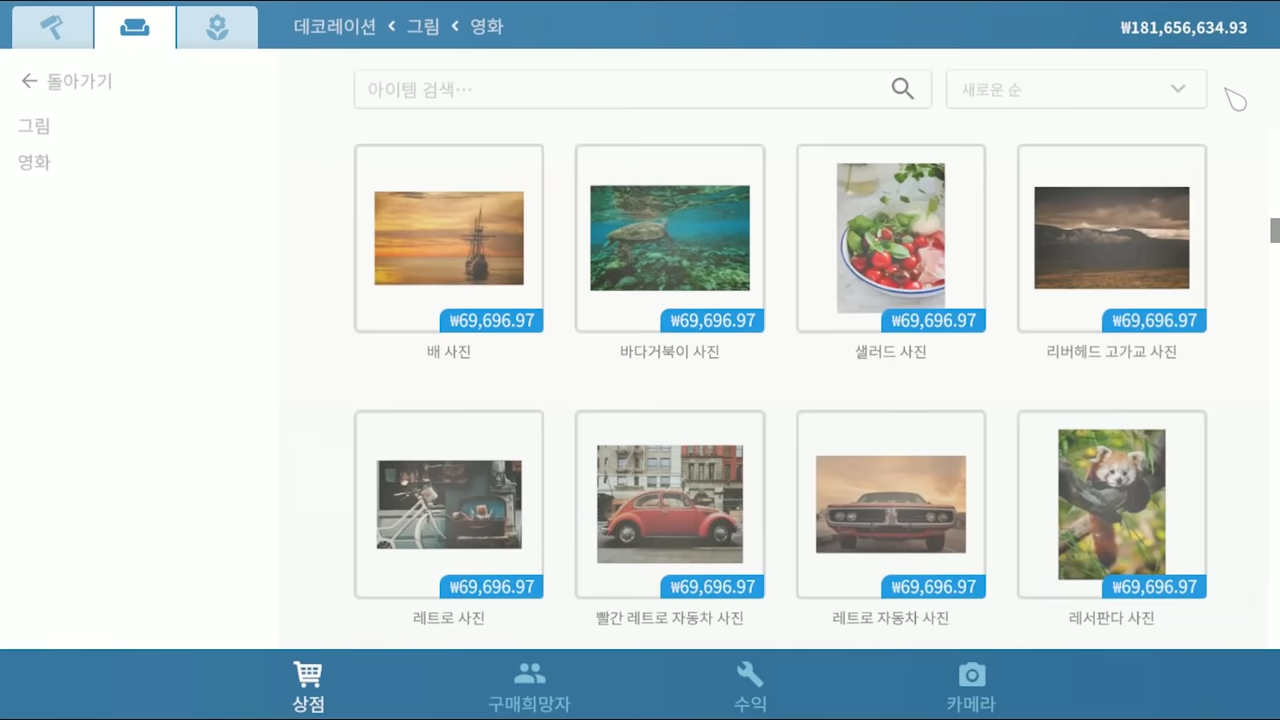 데코레이션 < 그림 < 영화
₩181,656,634.93
← 돌아가기
그림
영화
아이템 검색…
새로운 순
₩69,696.97 ₩69,696.97 ₩69,696.97 ₩69,696.97
배 사진 바다거북이 사진 샐러드 사진 리버헤드 고가교 사진
₩69,696.97 ₩69,696.97 ₩69,696.97 ₩69,696.97
레트로 사진 빨간 레트로 자동차 사진 레트로 자동차 사진 레서판다 사진
상점 구매희망자 수익 카메라